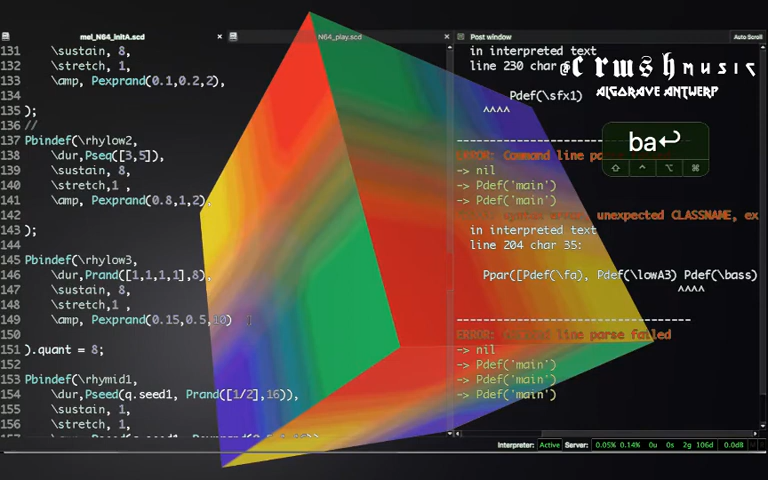 mel_N64_initA.scd
N64_play.scd
131 \sustain, 8,
132 \stretch, 1,
133 \amp, Pexprand(0.1,0.2,2),
134
135 );
136 //
137 Pbindef(\rhylow2,
138 \dur,Pseq([3,5]),
139 \sustain, 8,
140 \stretch,1 ,
141 \amp, Pexprand(0.8,1,2),
142
143 );
144
145 Pbindef(\rhylow3,
146 \dur,Prand([1,1,1,1],8),
147 \sustain, 8,
148 \stretch,1 ,
149 \amp, Pexprand(0.15,0.5,10)
150
151 ).quant = 8;
152
153 Pbindef(\rhymid1,
154 \dur,Pseed(q.seed1, Prand([1/2],16)),
155 \sustain, 1,
156 \stretch, 1,
Post window
Auto Scroll
in interpreted text
line 230 char
Pdef(\sfx1)
^^^^
-----------------------------------
ERROR: Command line parse
-> nil
-> Pdef('main')
-> Pdef('main')
unexpected CLASSNAME, ex
in interpreted text
line 204 char 35:
Ppar([Pdef(\fa), Pdef(\lowA3) Pdef(\bass)
^^^^
-----------------------------------
ERROR: Command line parse failed
-> nil
-> Pdef('main')
-> Pdef('main')
-> Pdef('main')
@crwshmusic
ALGORAVE ANTWERP
ba↩
⇧ ^ ⌥ ⌘
Interpreter: Active Server: 0.05% 0.14% 0u 0s 2g 106d 0.0dB